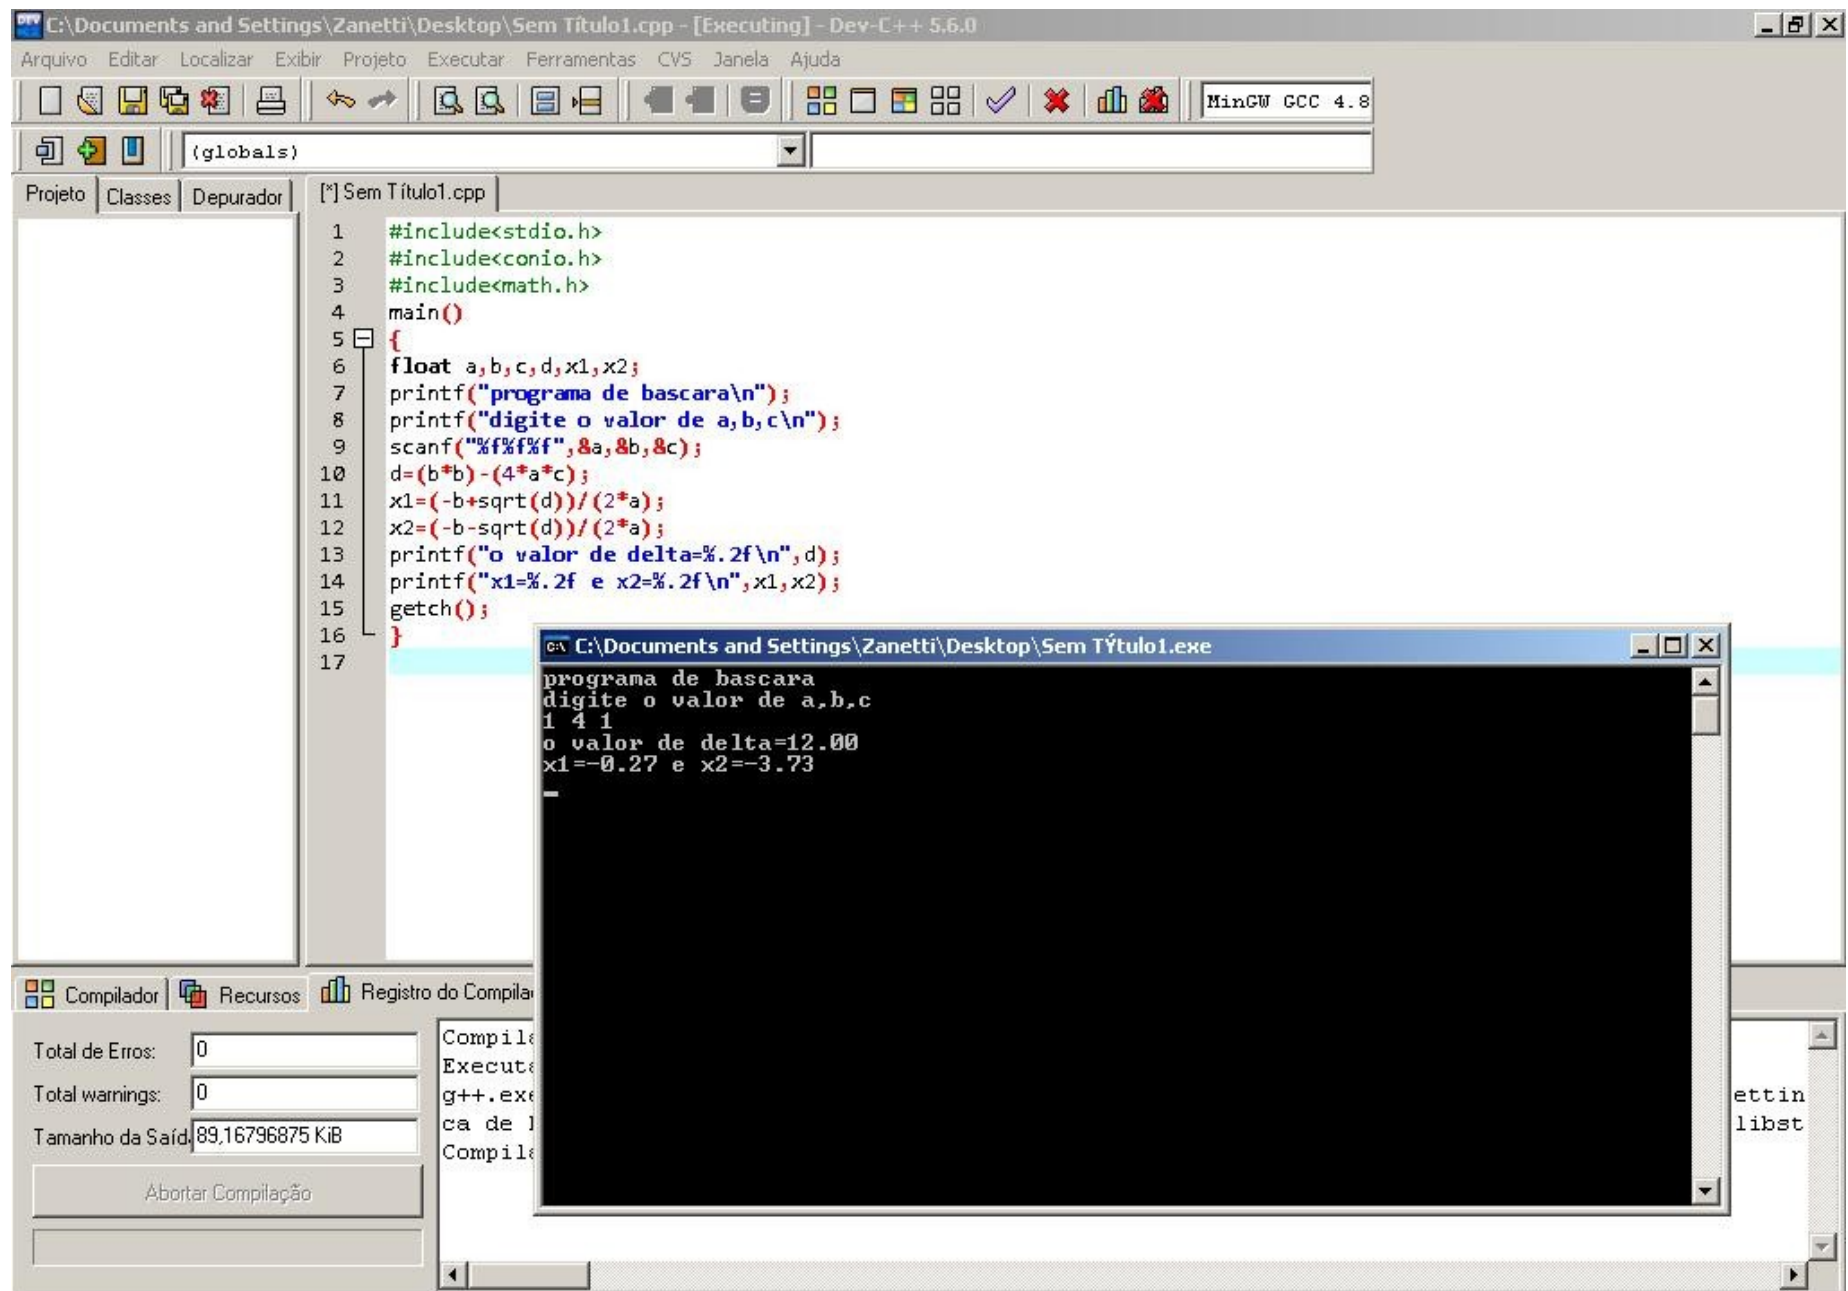 C:\Documents and Settings\Zanetti\Desktop\Sem Título1.cpp - [Executing] - Dev-C++ 5.6.0
Arquivo Editar Localizar Exibir Projeto Executar Ferramentas CVS Janela Ajuda
MinGW GCC 4.8
(globals)
Projeto Classes Depurador [*] Sem Título1.cpp
1 #include<stdio.h>
2 #include<conio.h>
3 #include<math.h>
4 main()
5 {
6 float a,b,c,d,x1,x2;
7 printf("programa de bascara\n");
8 printf("digite o valor de a,b,c\n");
9 scanf("%f%f%f",&a,&b,&c);
10 d=(b*b)-(4*a*c);
11 x1=(-b+sqrt(d))/(2*a);
12 x2=(-b-sqrt(d))/(2*a);
13 printf("o valor de delta=%.2f\n",d);
14 printf("x1=%.2f e x2=%.2f\n",x1,x2);
15 getch();
16 }
17
C:\Documents and Settings\Zanetti\Desktop\Sem TÝtulo1.exe
programa de bascara
digite o valor de a,b,c
1 4 1
o valor de delta=12.00
x1=-0.27 e x2=-3.73
Compilador Recursos Registro do Compila
Total de Erros: 0
Total warnings: 0
Tamanho da Saíd 89,16796875 KiB
Abortar Compilação
Compila
Executa
g++.exe ettin
ca de libst
Compila